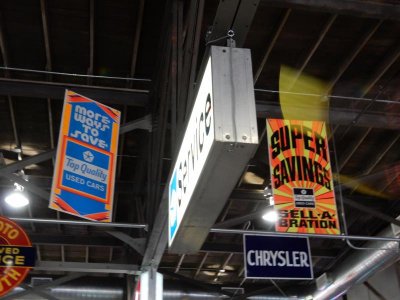 MORE
WAYS TO
SAVE
Top Quality
USED CARS
service
SUPER
SAVINGS
SELL-A-
BRATION
CHRYSLER